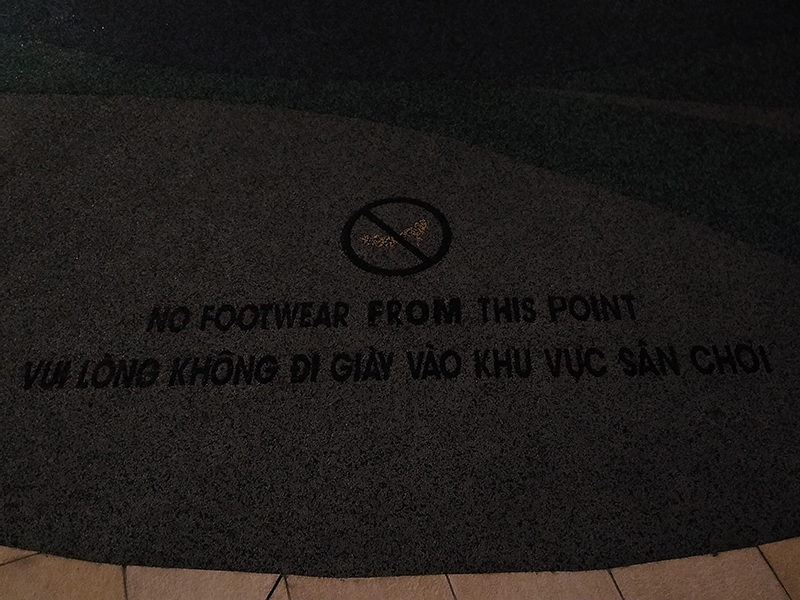 NO FOOTWEAR FROM THIS POINT
VUI LÒNG KHÔNG ĐI GIÀY VÀO KHU VỰC SÂN CHƠI